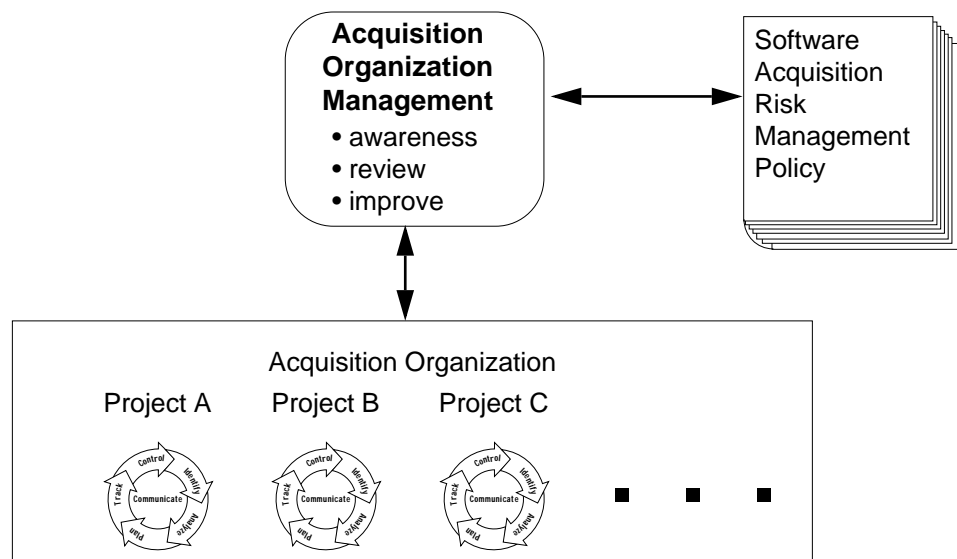 Acquisition
Organization
Management
• awareness
• review
• improve
Software
Acquisition
Risk
Management
Policy
Acquisition Organization
Project A
Project B
Project C
Control
Identify
Analyze
Plan
Track
Communicate
Control
Identify
Analyze
Plan
Track
Communicate
Control
Identify
Analyze
Plan
Track
Communicate